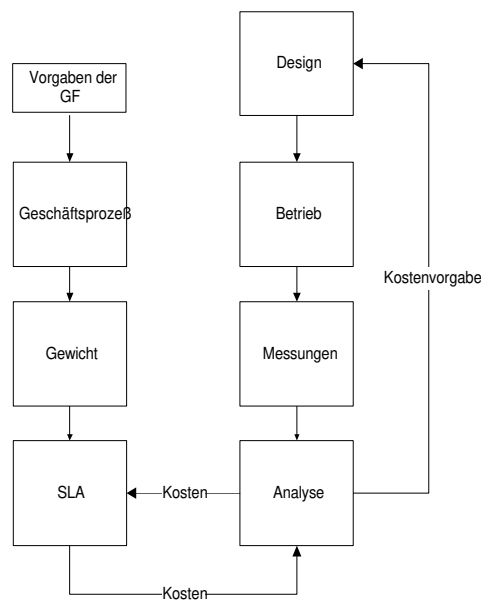 Vorgaben der
GF
Geschäftsprozeß
Gewicht
SLA
Design
Betrieb
Messungen
Analyse
Kostenvorgabe
Kosten
Kosten